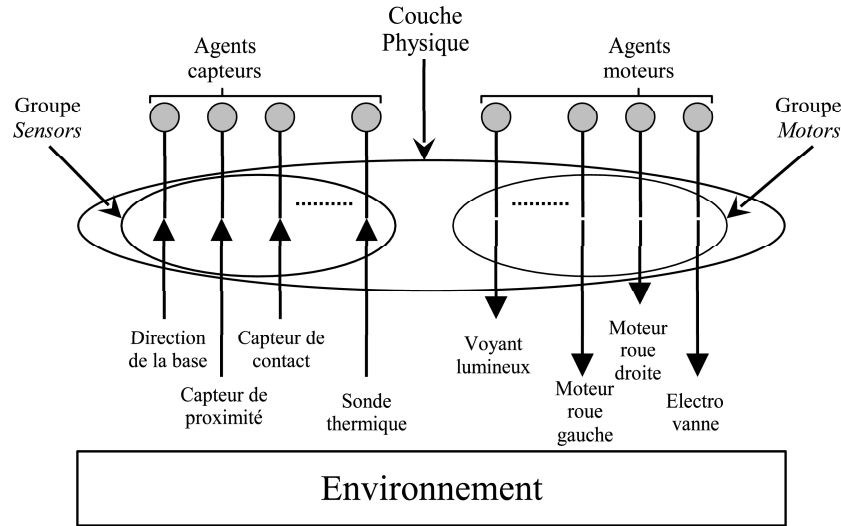 Couche
Physique
Agents
capteurs
Agents
moteurs
Groupe
Sensors
Groupe
Motors
Direction
de la base
Capteur de
proximité
Capteur de
contact
Sonde
thermique
Voyant
lumineux
Moteur
roue
gauche
Moteur
roue
droite
Electro
vanne
Environnement